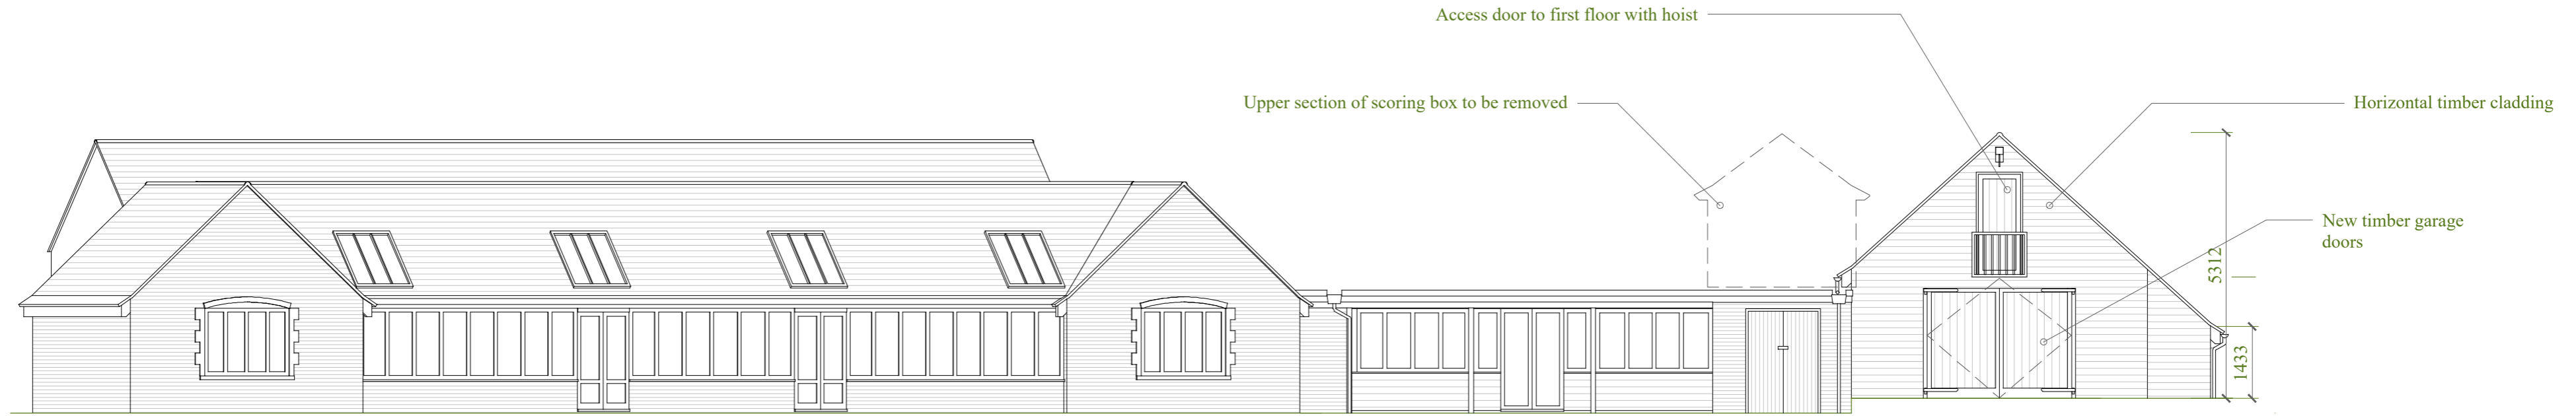 Access door to first floor with hoist
Upper section of scoring box to be removed
Horizontal timber cladding
New timber garage
doors
5312
1433